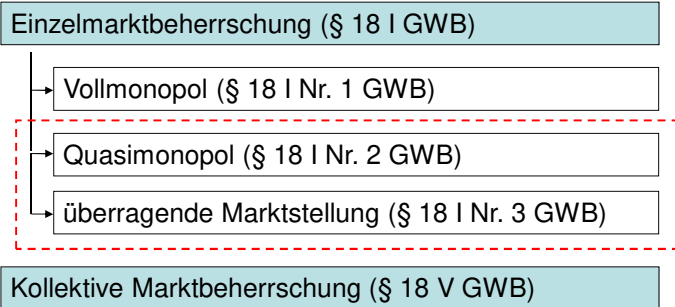 Einzelmarktbeherrschung (§ 18 I GWB)
Vollmonopol (§ 18 I Nr. 1 GWB)
Quasimonopol (§ 18 I Nr. 2 GWB)
überragende Marktstellung (§ 18 I Nr. 3 GWB)
Kollektive Marktbeherrschung (§ 18 V GWB)